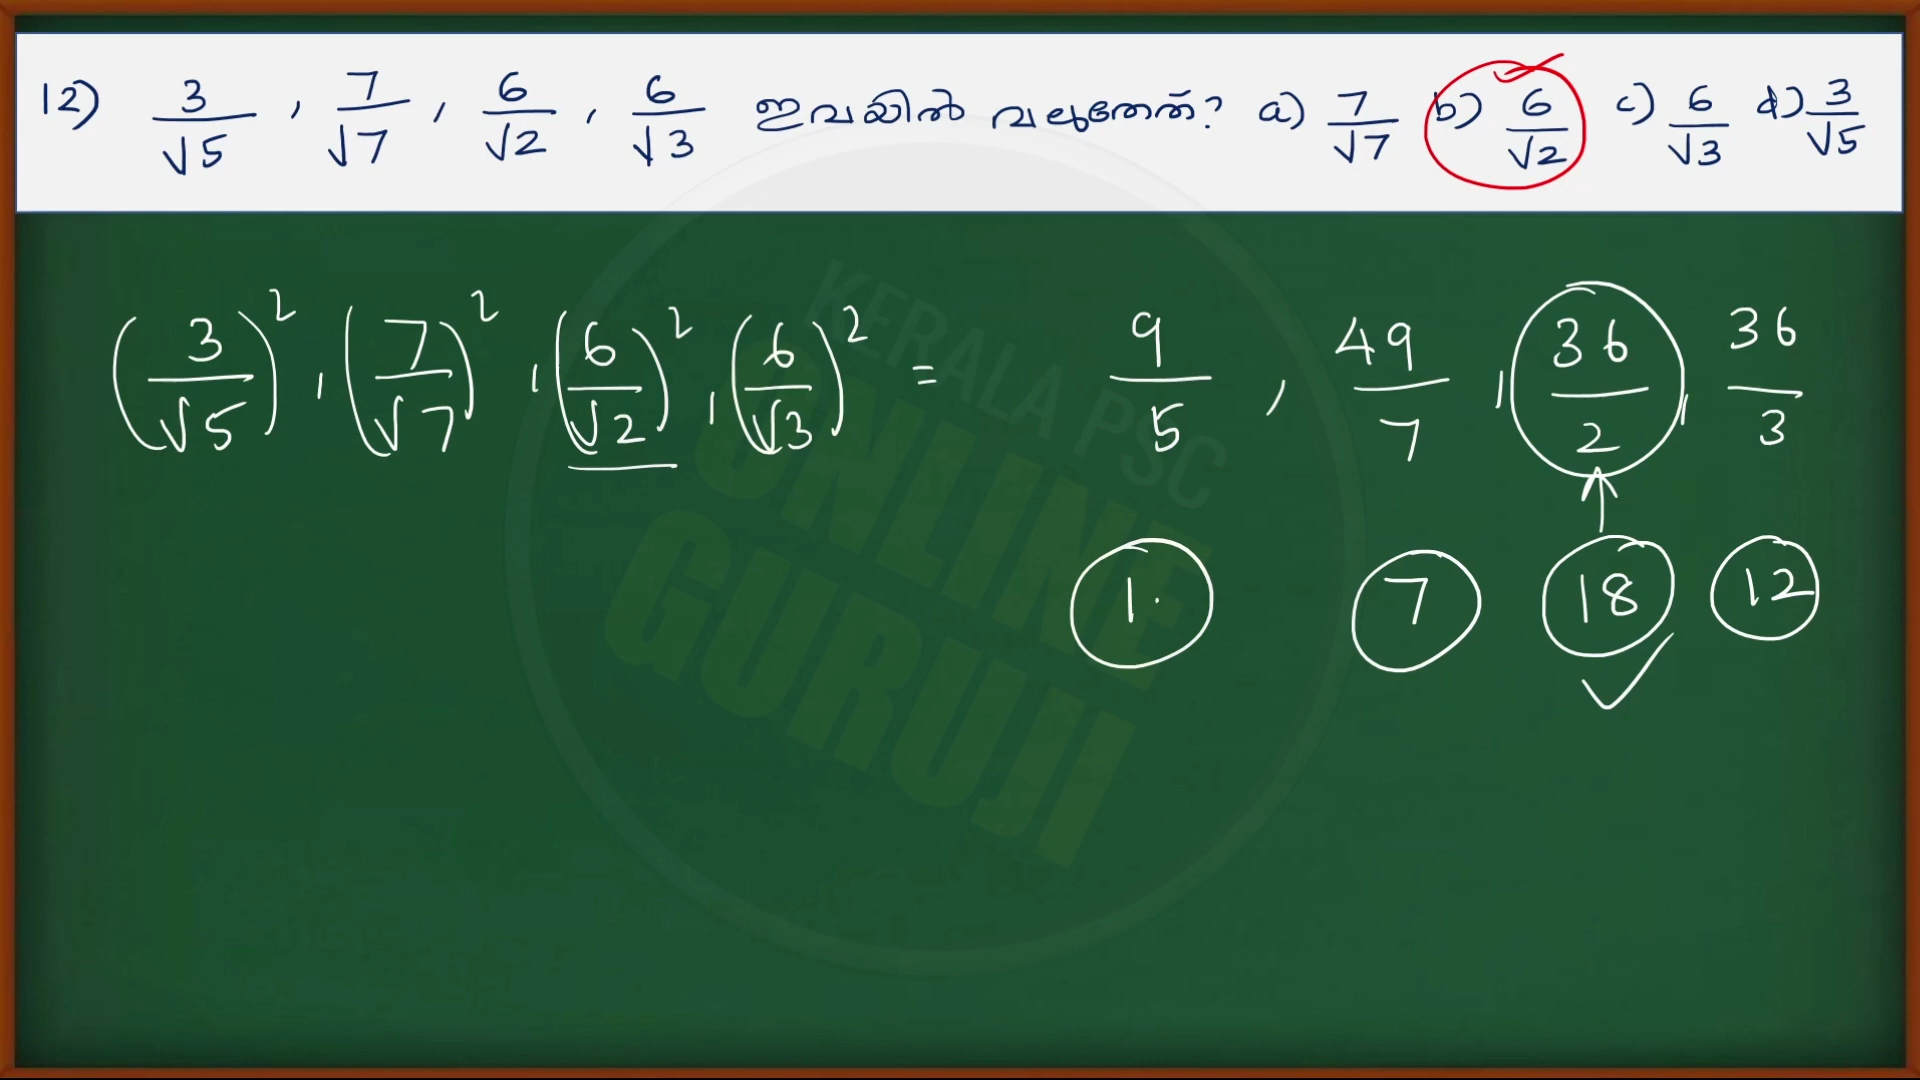 12) 3/√5 , 7/√7 , 6/√2 , 6/√3 ഇവയിൽ വലുതേത്? a) 7/√7 b) 6/√2 c) 6/√3 d) 3/√5
(3/√5)² , (7/√7)² , (6/√2)² , (6/√3)² = 9/5 , 49/7 , 36/2 , 36/3
1. 7 18 12
KERALA PSC
ONLINE
GURUJI